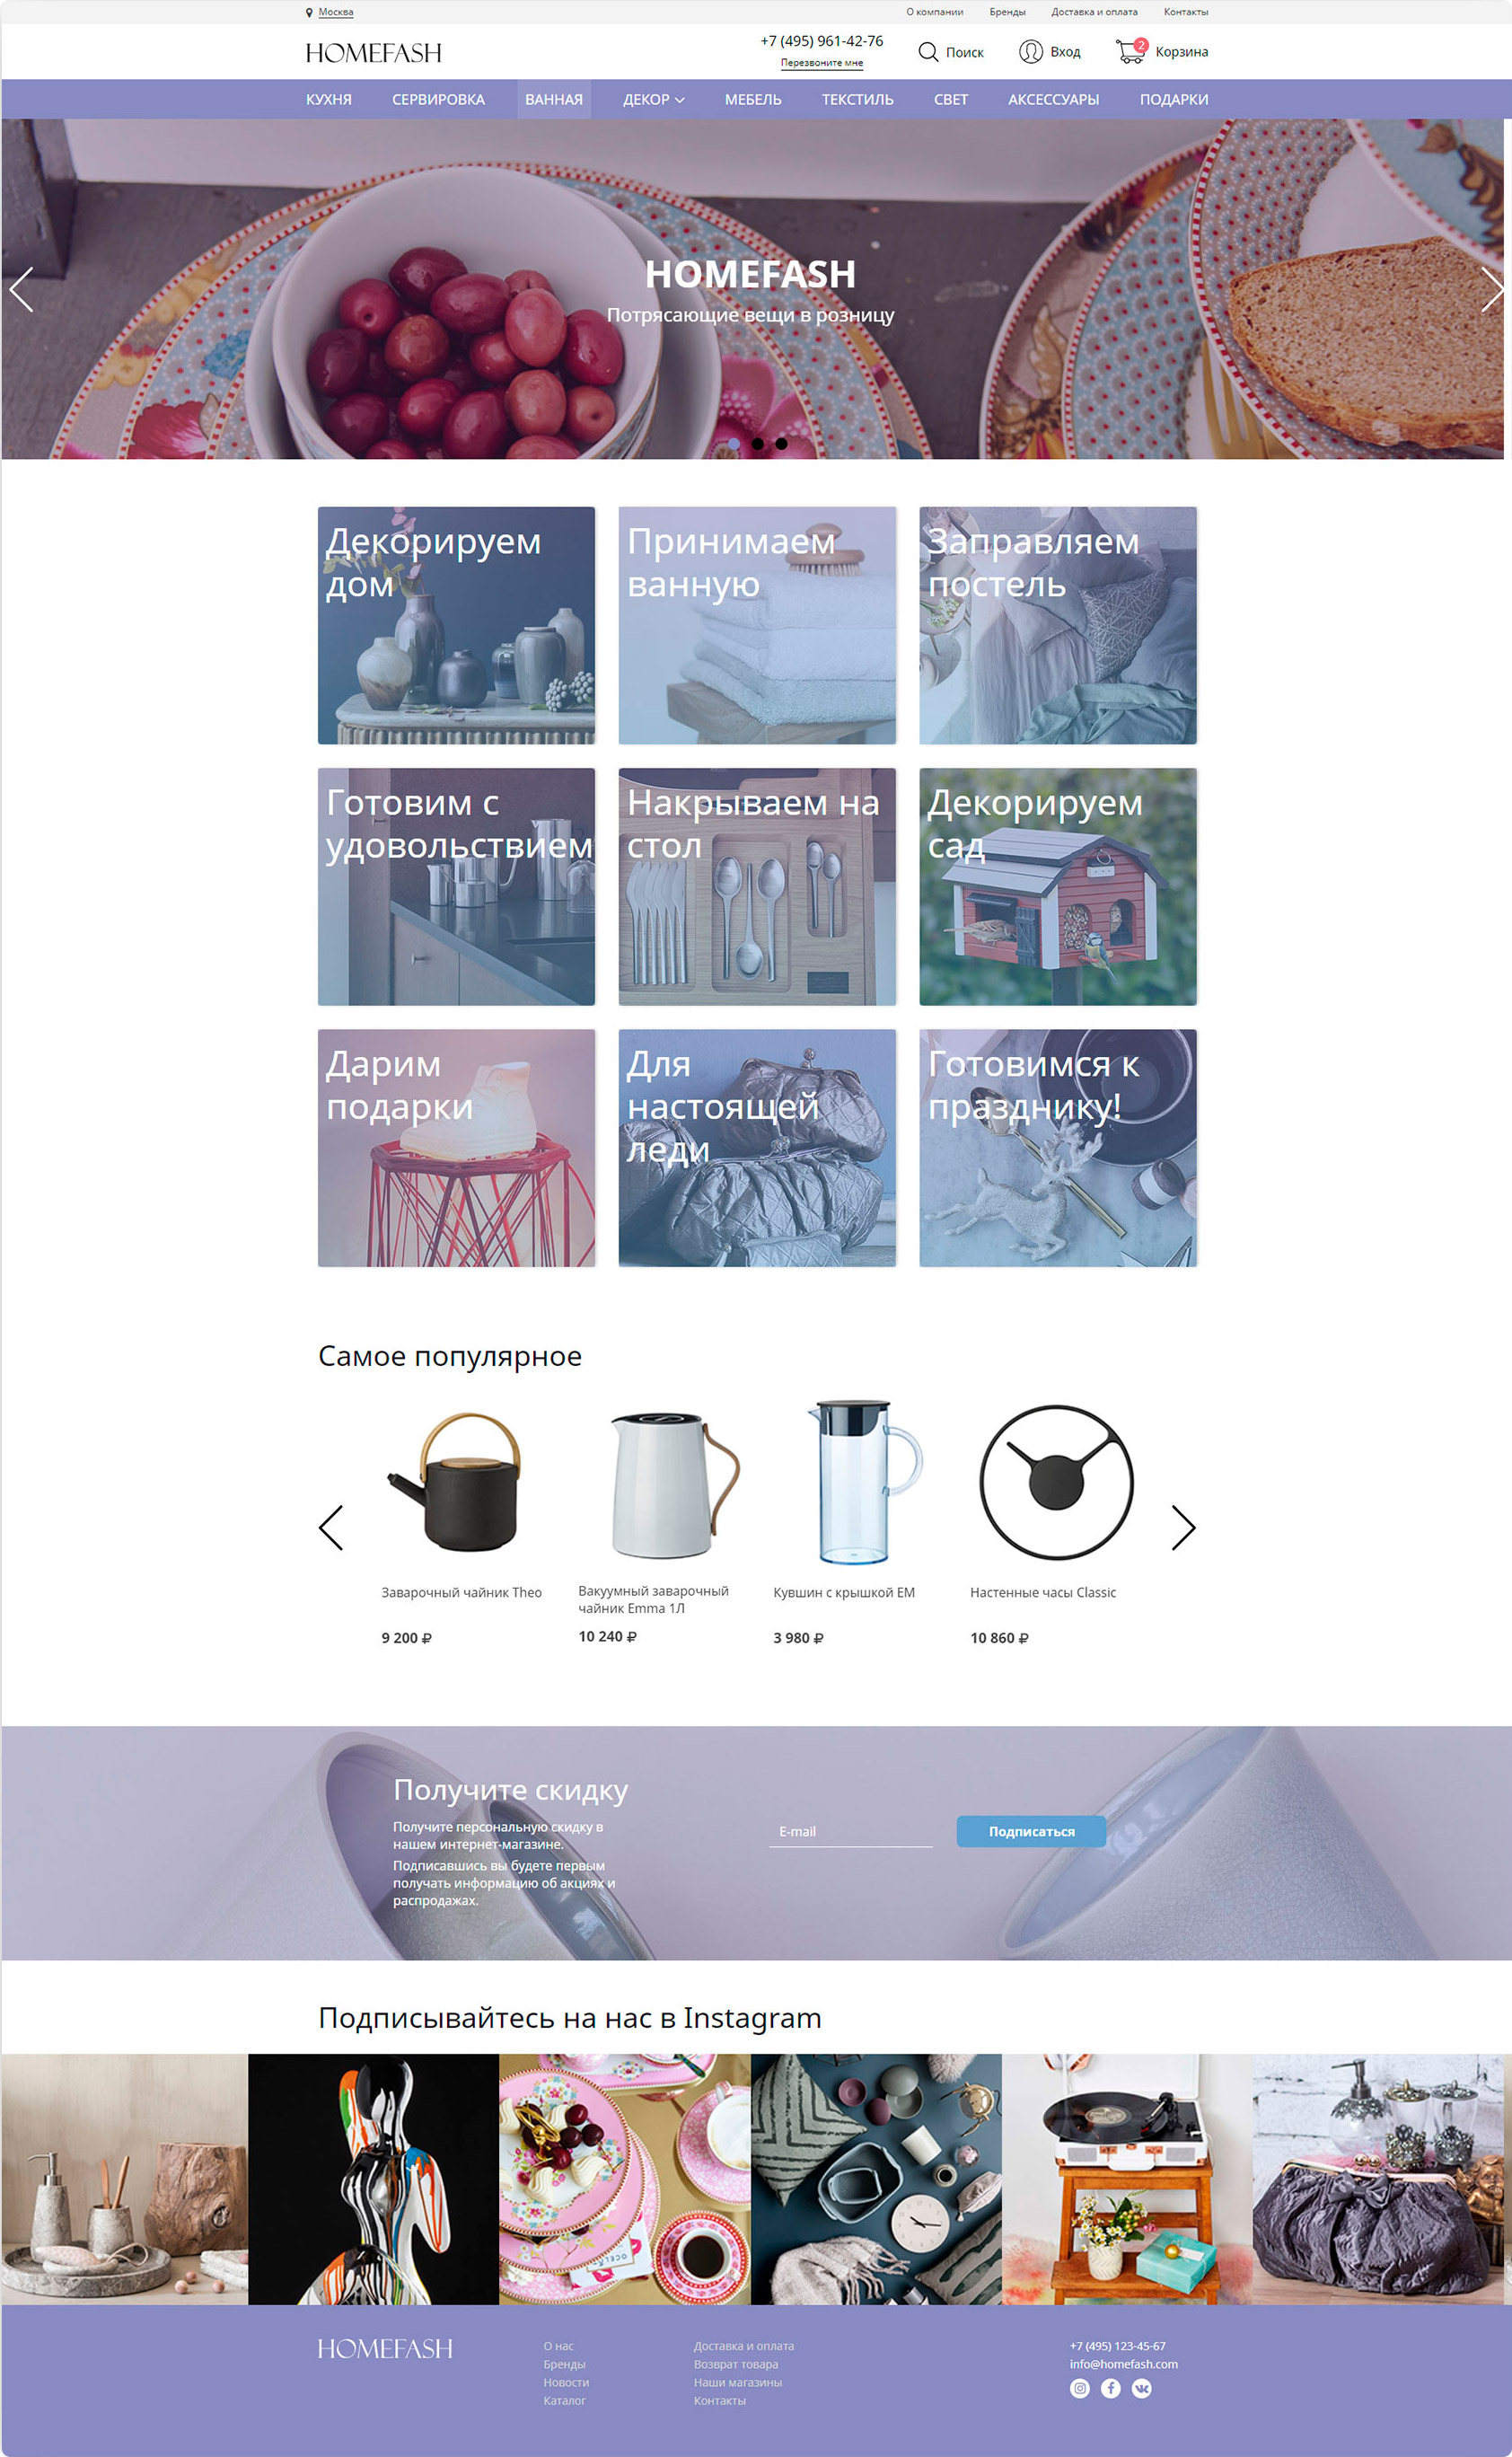 Москва
О компании Бренды Доставка и оплата Контакты
HOMEFASH
+7 (495) 961-42-76
Перезвоните мне
Поиск
Вход
2
Корзина
КУХНЯ СЕРВИРОВКА ВАННАЯ ДЕКОР МЕБЕЛЬ ТЕКСТИЛЬ СВЕТ АКСЕССУАРЫ ПОДАРКИ
HOMEFASH
Потрясающие вещи в розницу
Декорируем
дом
Принимаем
ванную
Заправляем
постель
Готовим с
удовольствием
Накрываем на
стол
Декорируем
сад
Дарим
подарки
Для
настоящей
леди
Готовимся к
празднику!
Самое популярное
Заварочный чайник Theo
9 200 ₽
Вакуумный заварочный
чайник Emma 1Л
10 240 ₽
Кувшин с крышкой EM
3 980 ₽
Настенные часы Classic
10 860 ₽
Получите скидку
Получите персональную скидку в
нашем интернет-магазине.
Подписавшись вы будете первым
получать информацию об акциях и
распродажах.
E-mail
Подписаться
Подписывайтесь на нас в Instagram
HOMEFASH
О нас
Бренды
Новости
Каталог
Доставка и оплата
Возврат товара
Наши магазины
Контакты
+7 (495) 123-45-67
info@homefash.com